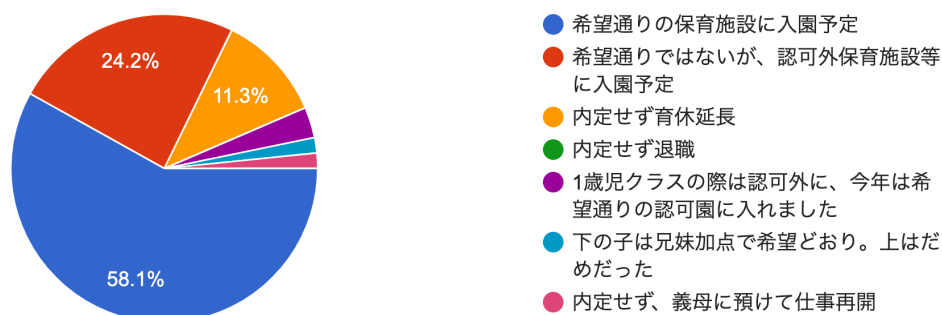 24.2%
11.3%
58.1%
希望通りの保育施設に入園予定
希望通りではないが、認可外保育施設等
に入園予定
内定せず育休延長
内定せず退職
1歳児クラスの際は認可外に、今年は希
望通りの認可園に入れました
下の子は兄妹加点で希望どおり。上はだ
めだった
内定せず、義母に預けて仕事再開